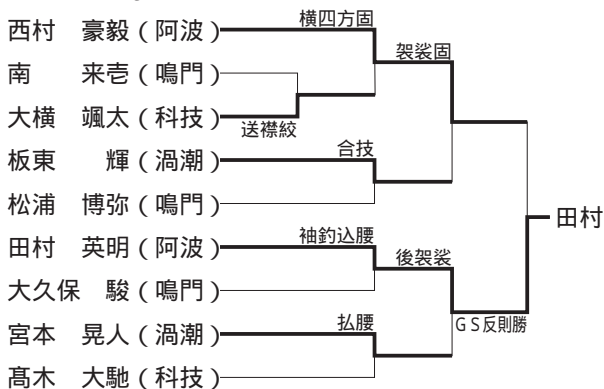 横四方固
西村 豪毅(阿波)
袈裟固
南 来壱(鳴門)
大横 颯太(科技)
送襟絞
合技
板東 輝(渦潮)
松浦 博弥(鳴門)
田村
袖釣込腰
田村 英明(阿波)
後袈裟
大久保 駿(鳴門)
払腰
GS反則勝
宮本 晃人(渦潮)
髙木 大馳(科技)